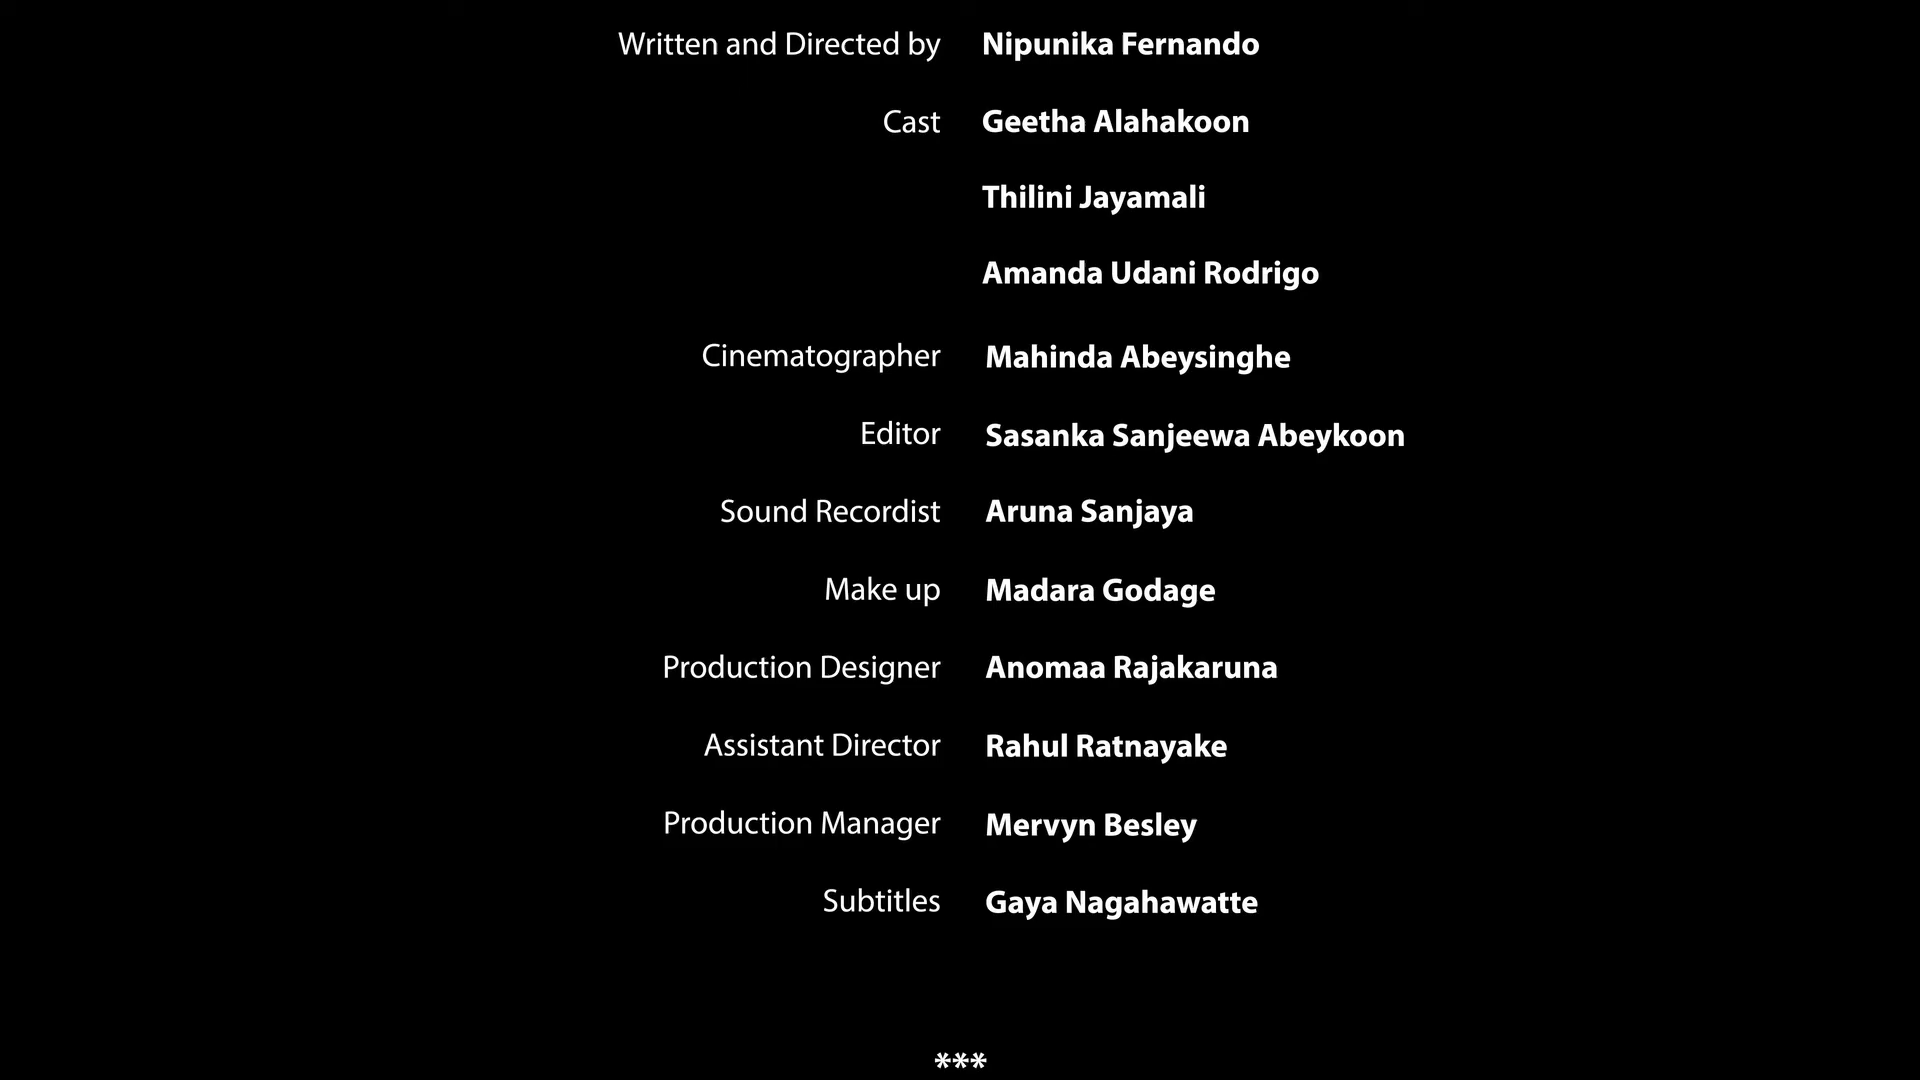 Written and Directed by Nipunika Fernando
Cast Geetha Alahakoon
Thilini Jayamali
Amanda Udani Rodrigo
Cinematographer Mahinda Abeysinghe
Editor Sasanka Sanjeewa Abeykoon
Sound Recordist Aruna Sanjaya
Make up Madara Godage
Production Designer Anomaa Rajakaruna
Assistant Director Rahul Ratnayake
Production Manager Mervyn Besley
Subtitles Gaya Nagahawatte
***